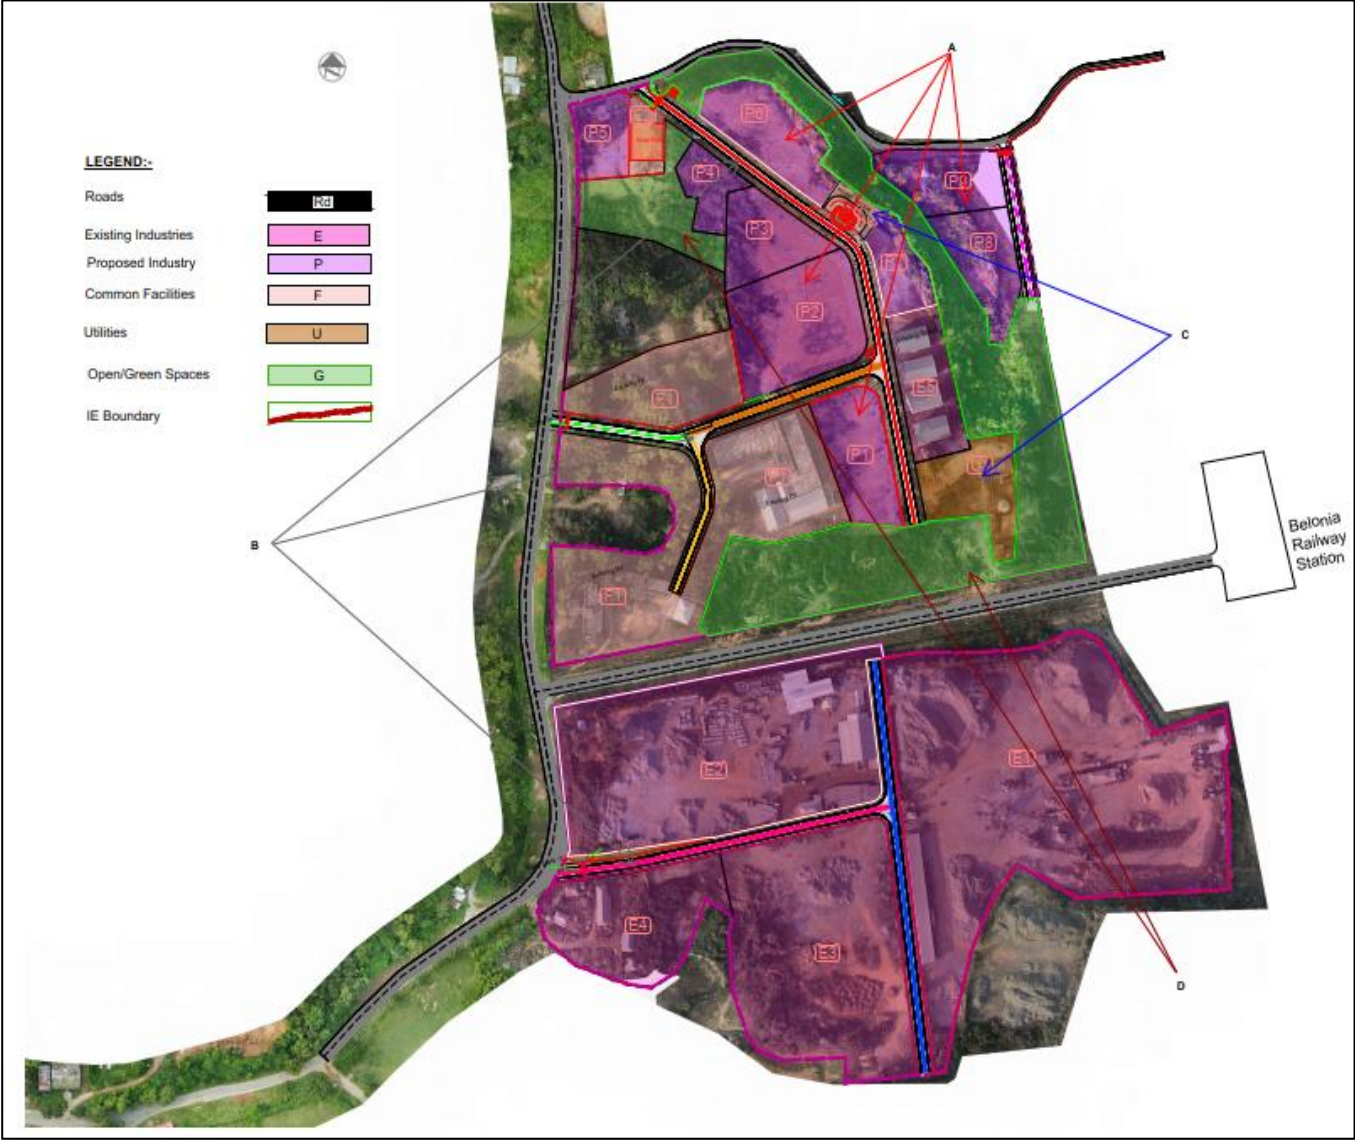 A
LEGEND:-
Roads
Rd
Existing Industries
E
Proposed Industry
P
Common Facilities
F
Utilities
U
Open/Green Spaces
G
IE Boundary
P6
P5
P4
P9
P3
P8
P2
C
E5
P1
B
Belonia
Railway
Station
F1
E2
E1
E4
E3
D